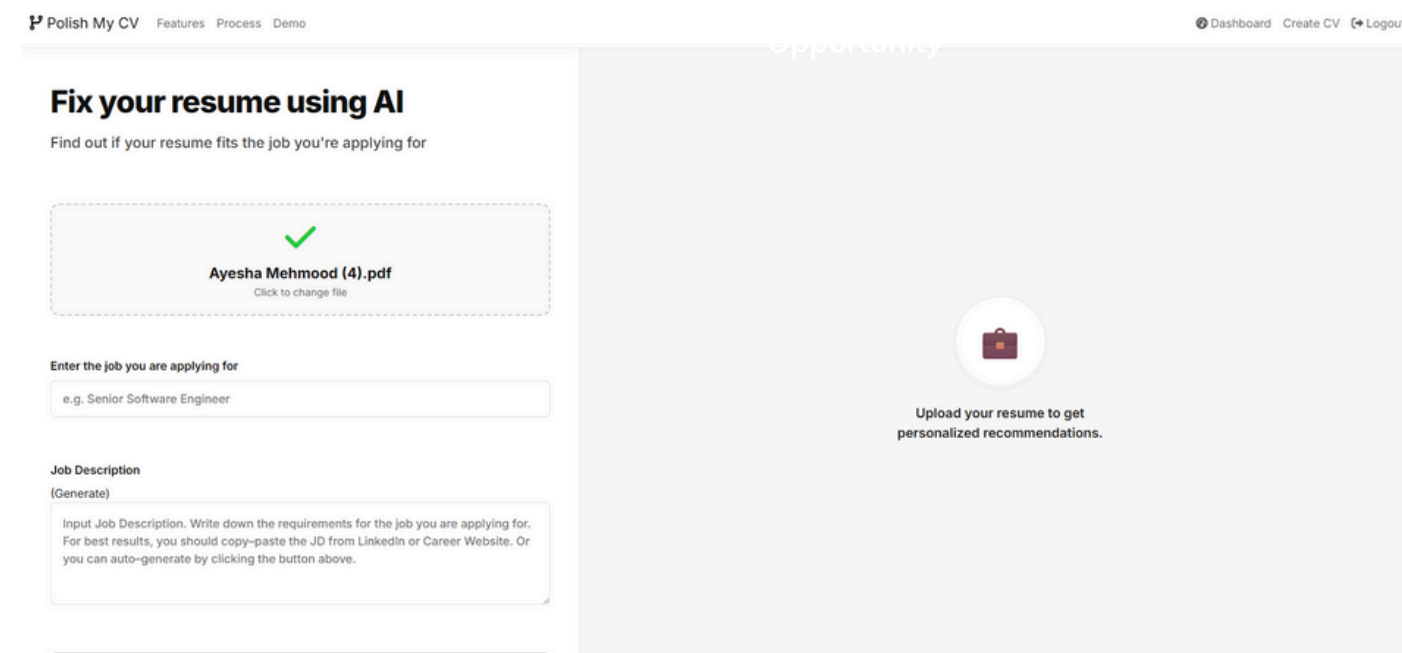 Polish My CV Features Process Demo
Dashboard Create CV Logou
Opportunity
Fix your resume using AI
Find out if your resume fits the job you're applying for
Ayesha Mehmood (4).pdf
Click to change file
Enter the job you are applying for
e.g. Senior Software Engineer
Job Description
(Generate)
Input Job Description. Write down the requirements for the job you are applying for.
For best results, you should copy-paste the JD from LinkedIn or Career Website. Or
you can auto-generate by clicking the button above.
Upload your resume to get
personalized recommendations.